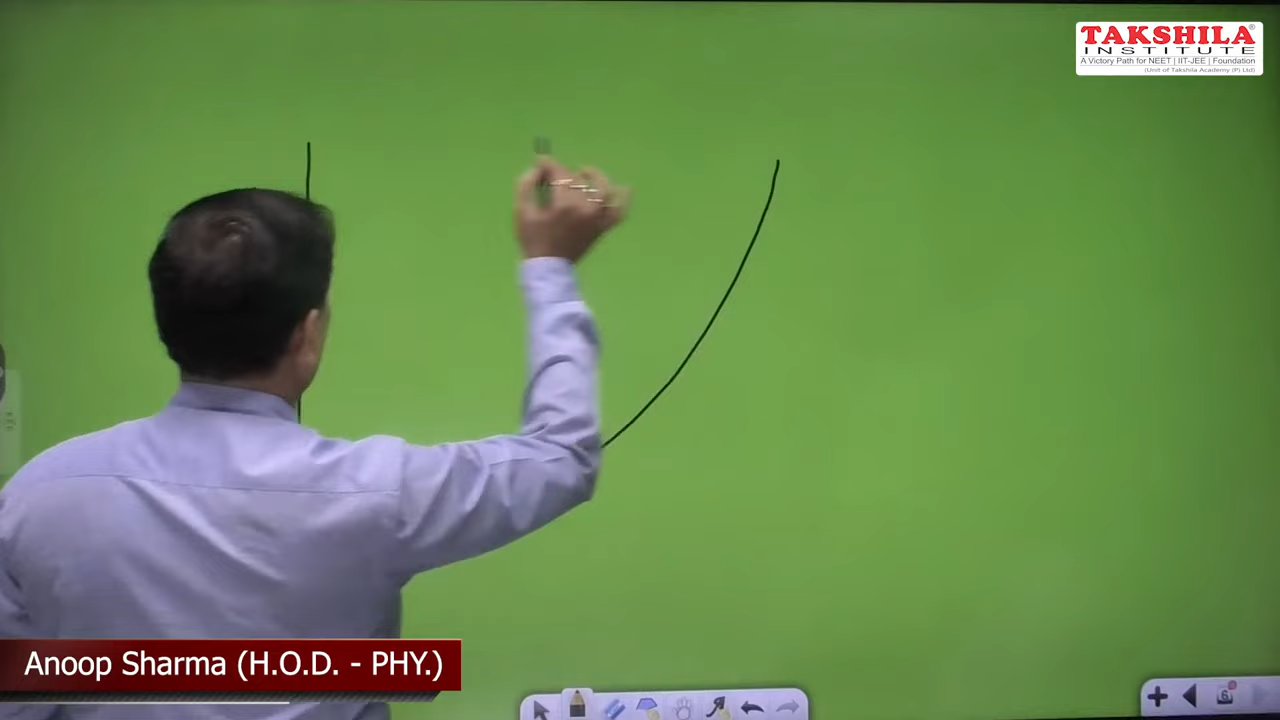 TAKSHILA
INSTITUTE
A Victory Path for NEET | IIT-JEE | Foundation
(Unit of Takshila Academy (P) Ltd)
Anoop Sharma (H.O.D. - PHY.)